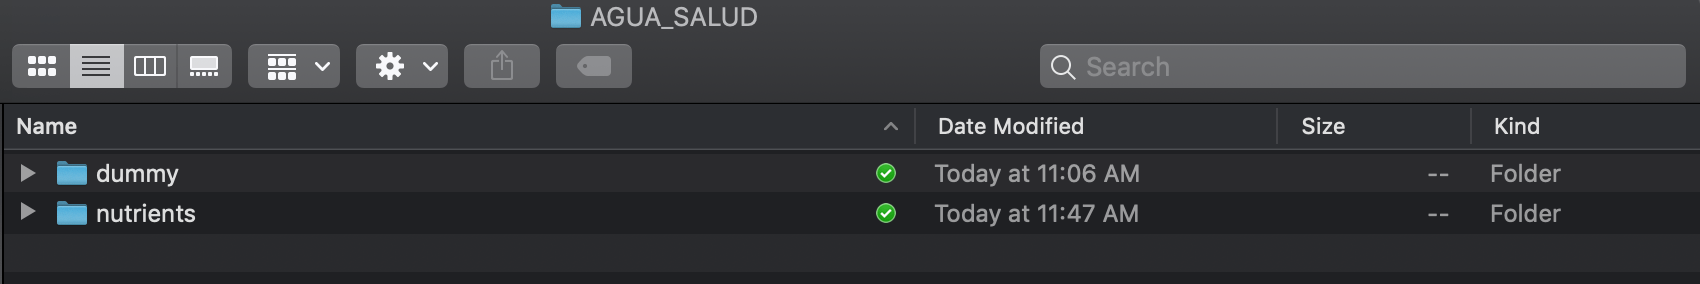 AGUA_SALUD
Search
Name Date Modified Size Kind
dummy Today at 11:06 AM -- Folder
nutrients Today at 11:47 AM -- Folder